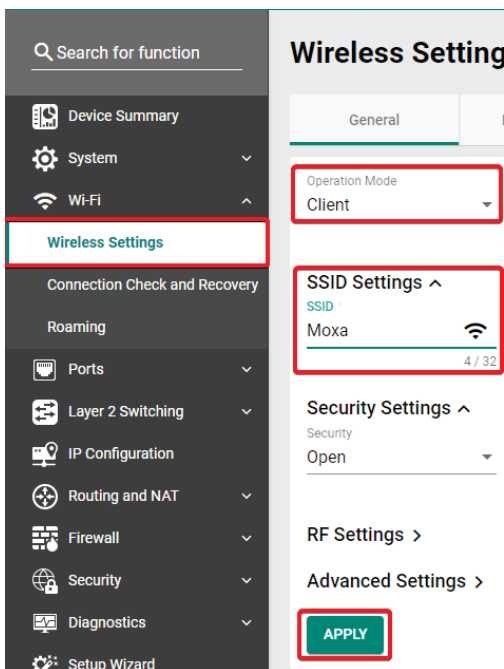 Search for function
Device Summary
System
Wi-Fi
Wireless Settings
Connection Check and Recovery
Roaming
Ports
Layer 2 Switching
IP Configuration
Routing and NAT
Firewall
Security
Diagnostics
Setup Wizard
Wireless Setting
General
Operation Mode
Client
SSID Settings
SSID *
Moxa
4 / 32
Security Settings
Security
Open
RF Settings
Advanced Settings
APPLY